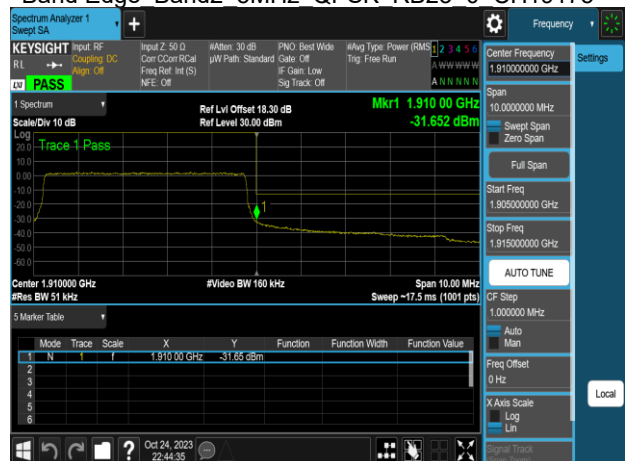 Spectrum Analyzer 1
Swept SA
+
Frequency
KEYSIGHT
RL
LXI
PASS
Input: RF
Coupling: DC
Align: Off
Input Z: 50 Ω
Corr CCorr RCal
Freq Ref: Int (S)
NFE: Off
#Atten: 30 dB
µW Path: Standard
PNO: Best Wide
Gate: Off
IF Gain: Low
Sig Track: Off
#Avg Type: Power (RMS
Trig: Free Run
1 2 3 4 5 6
A W W W W W
A N N N N N
Center Frequency
1.910000000 GHz
Settings
Span
10.0000000 MHz
Swept Span
Zero Span
Full Span
Start Freq
1.905000000 GHz
Stop Freq
1.915000000 GHz
AUTO TUNE
CF Step
1.000000 MHz
Auto
Man
Freq Offset
0 Hz
X Axis Scale
Log
Lin
Signal Track
Local
1 Spectrum
Scale/Div 10 dB
Ref Lvl Offset 18.30 dB
Ref Level 30.00 dBm
Mkr1 1.910 00 GHz
-31.652 dBm
Log
Trace 1 Pass
20.0
10.0
0.00
-10.0
-20.0
-30.0
-40.0
-50.0
-60.0
1
Center 1.910000 GHz
#Res BW 51 kHz
#Video BW 160 kHz
Span 10.00 MHz
Sweep ~17.5 ms (1001 pts)
5 Marker Table
Mode Trace Scale X Y Function Function Width Function Value
1 N 1 f 1.910 00 GHz -31.65 dBm
2
3
4
5
6
?
Oct 24, 2023
22:44:35